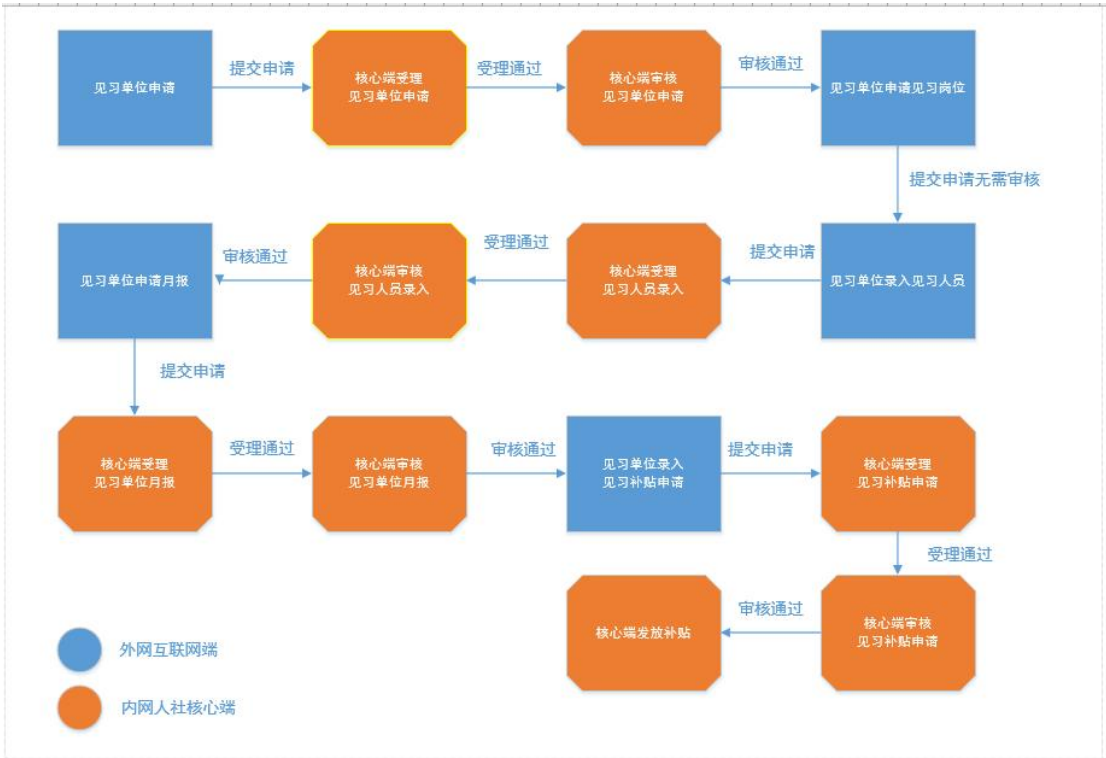 见习单位申请
提交申请
核心端受理
见习单位申请
受理通过
核心端审核
见习单位申请
审核通过
见习单位申请见习岗位
提交申请无需审核
见习单位录入见习人员
提交申请
核心端受理
见习人员录入
受理通过
核心端审核
见习人员录入
审核通过
见习单位申请月报
提交申请
核心端受理
见习单位月报
受理通过
核心端审核
见习单位月报
审核通过
见习单位录入
见习补贴申请
提交申请
核心端受理
见习补贴申请
受理通过
核心端审核
见习补贴申请
审核通过
核心端发放补贴
外网互联网端
内网人社核心端